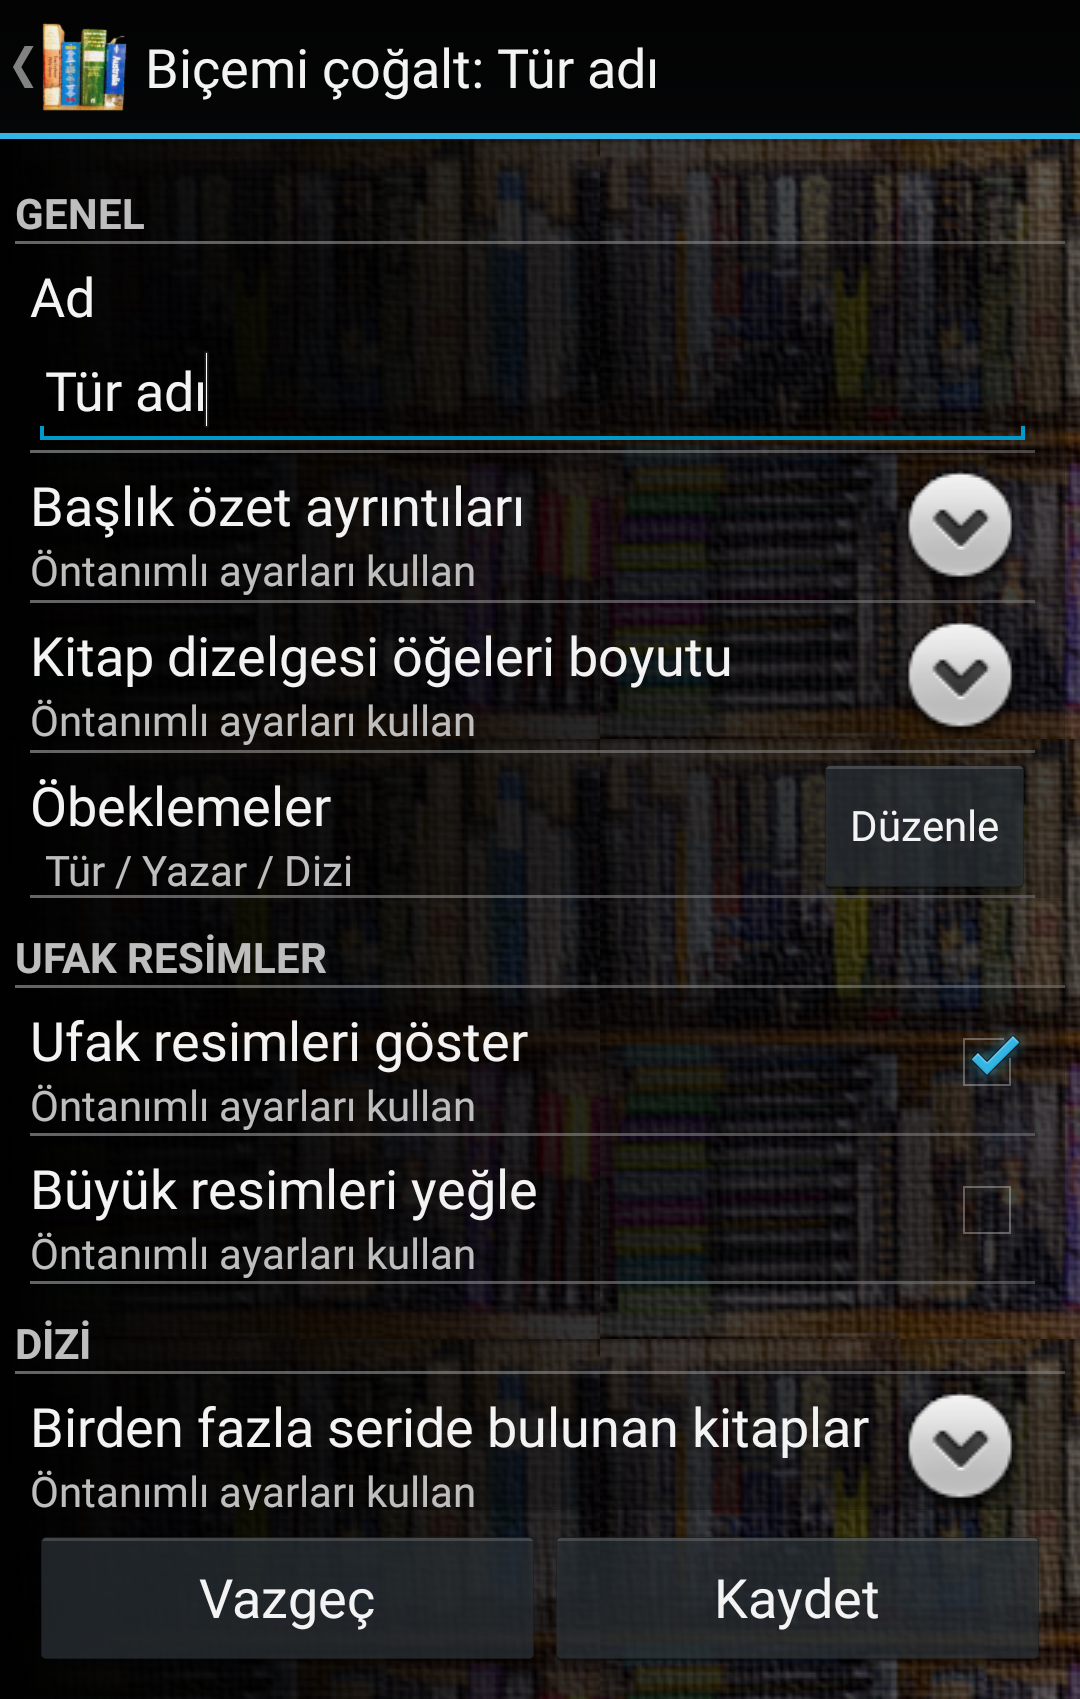 Biçemi çoğalt: Tür adı
GENEL
Ad
Tür adı
Başlık özet ayrıntıları
Öntanımlı ayarları kullan
Kitap dizelgesi öğeleri boyutu
Öntanımlı ayarları kullan
Öbeklemeler
Düzenle
Tür / Yazar / Dizi
UFAK RESİMLER
Ufak resimleri göster
Öntanımlı ayarları kullan
Büyük resimleri yeğle
Öntanımlı ayarları kullan
DİZİ
Birden fazla seride bulunan kitaplar
Öntanımlı ayarları kullan
Vazgeç
Kaydet